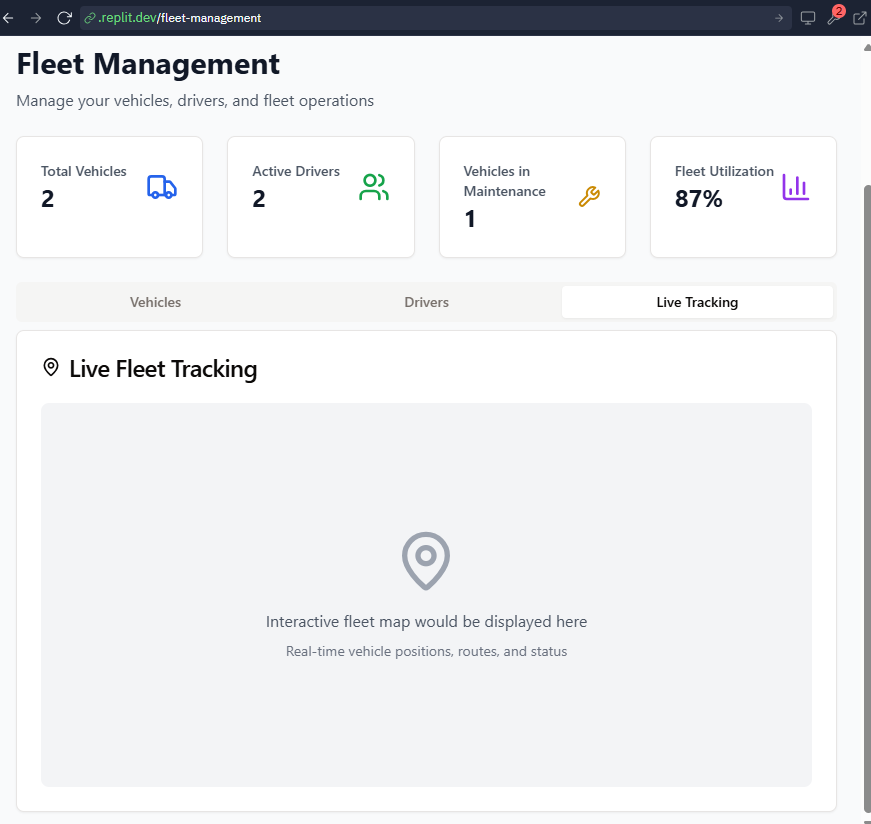 .replit.dev/fleet-management
2
Fleet Management
Manage your vehicles, drivers, and fleet operations
Total Vehicles
2
Active Drivers
2
Vehicles in
Maintenance
1
Fleet Utilization
87%
Vehicles
Drivers
Live Tracking
Live Fleet Tracking
Interactive fleet map would be displayed here
Real-time vehicle positions, routes, and status